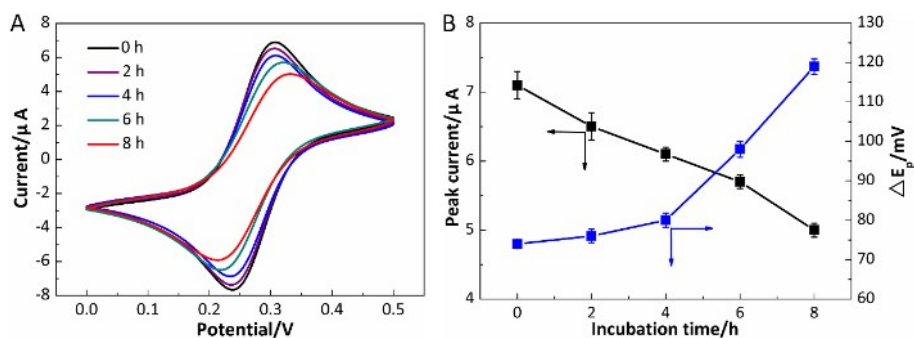 A
8
6
4
2
0
-2
-4
-6
-8
Current/μ A
0 h
2 h
4 h
6 h
8 h
0.0 0.1 0.2 0.3 0.4 0.5
Potential/V
B
8
7
6
5
4
Peak current/μ A
130
120
110
100
90
80
70
60
△Ep/mV
0 2 4 6 8
Incubation time/h